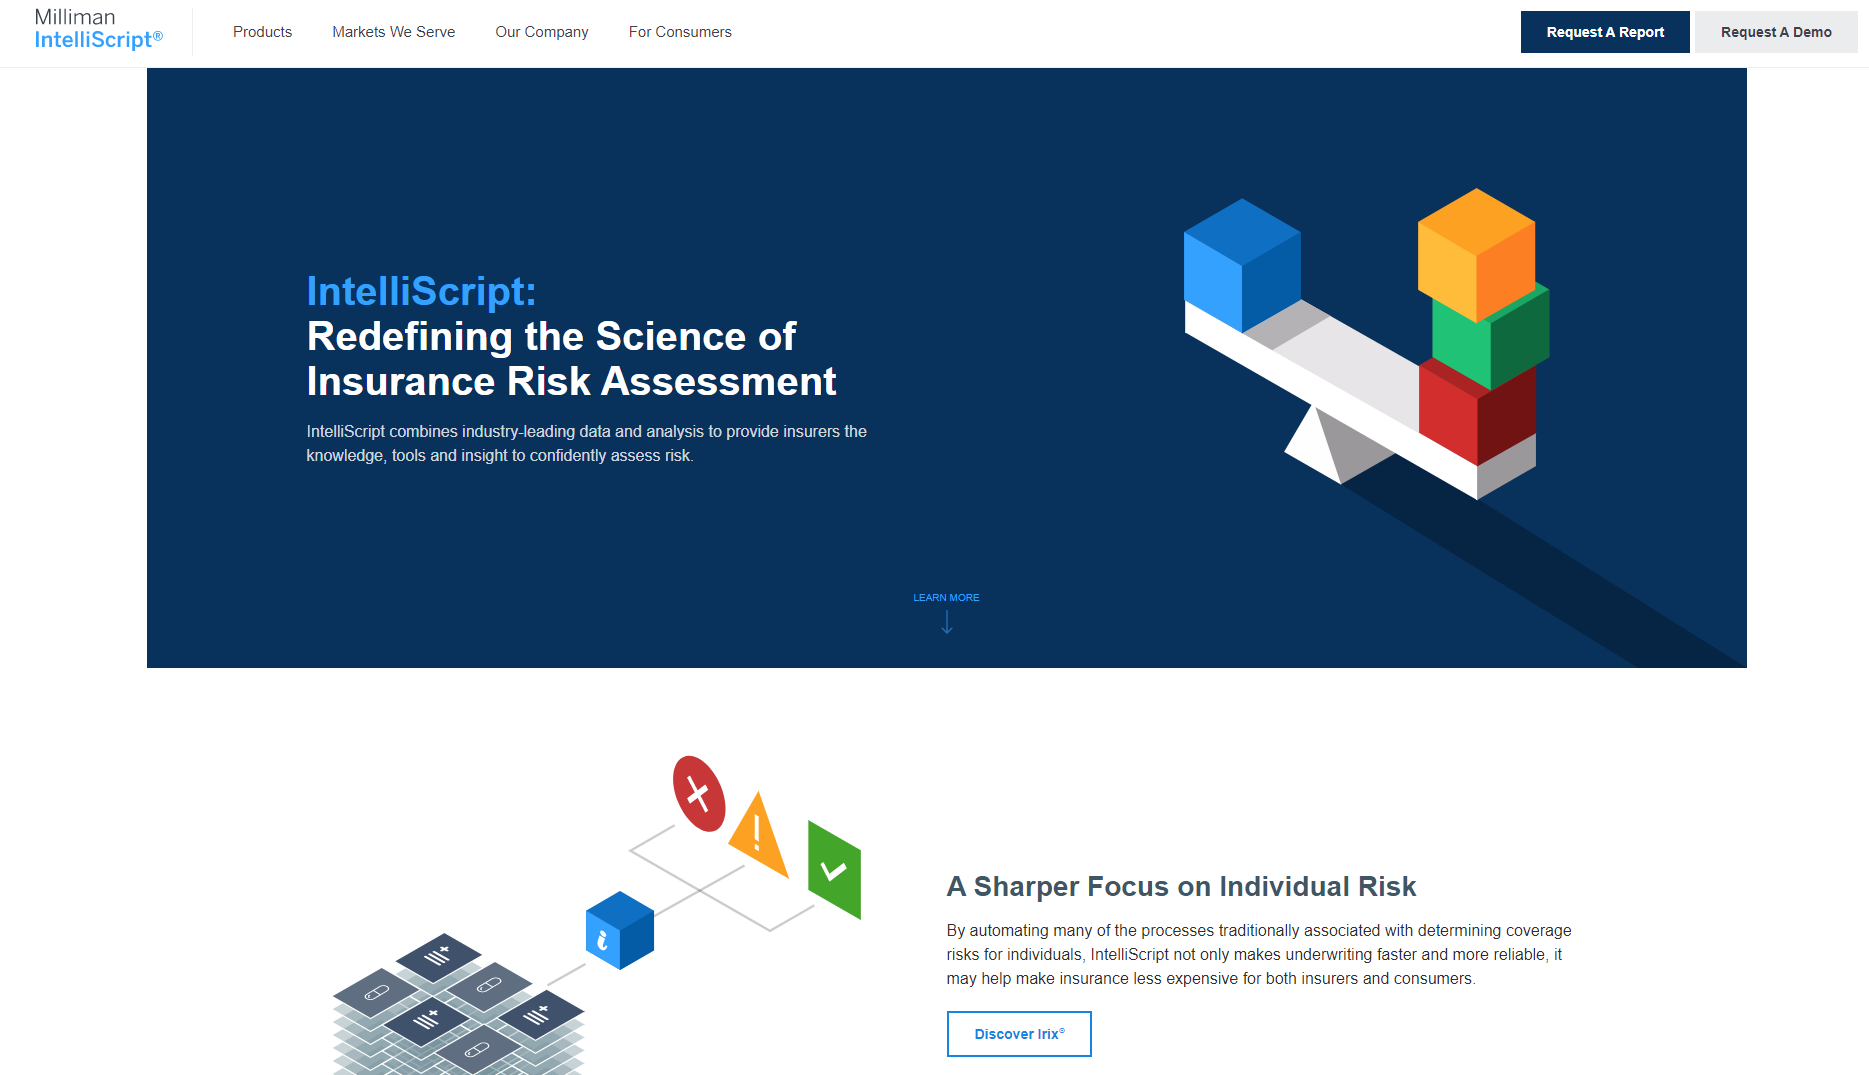 Milliman
IntelliScript®
Products
Markets We Serve
Our Company
For Consumers
Request A Report
Request A Demo
IntelliScript:
Redefining the Science of
Insurance Risk Assessment
IntelliScript combines industry-leading data and analysis to provide insurers the
knowledge, tools and insight to confidently assess risk.
LEARN MORE
A Sharper Focus on Individual Risk
By automating many of the processes traditionally associated with determining coverage
risks for individuals, IntelliScript not only makes underwriting faster and more reliable, it
may help make insurance less expensive for both insurers and consumers.
Discover Irix®